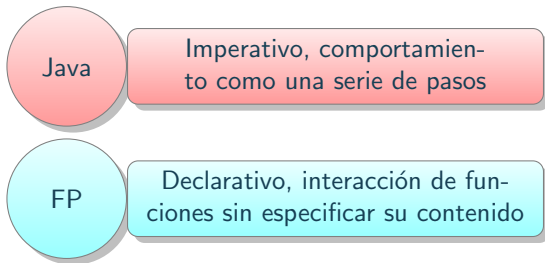 Java
Imperativo, comportamien-
to como una serie de pasos
FP
Declarativo, interacción de fun-
ciones sin especificar su contenido